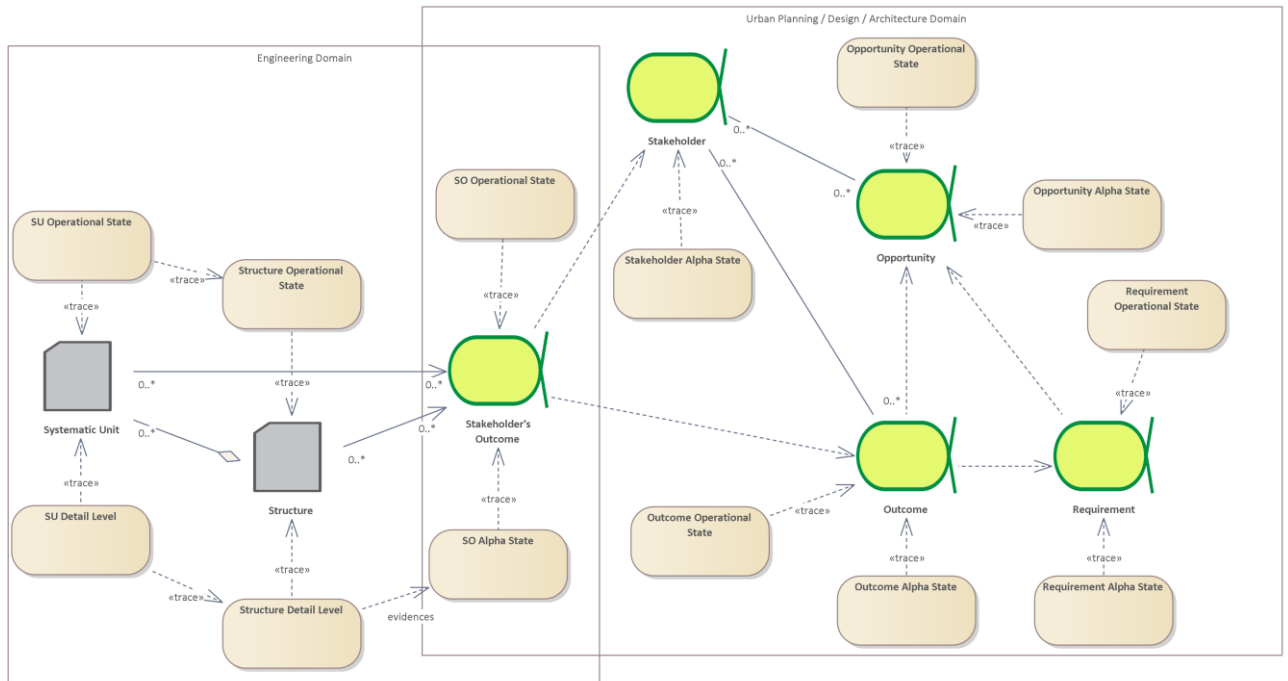 Urban Planning / Design / Architecture Domain
Engineering Domain
Opportunity Operational
State
0..*
Stakeholder
«trace»
0..*
SO Operational State
«trace»
0..*
Opportunity Alpha State
SU Operational State
«trace»
Stakeholder Alpha State
Opportunity
Structure Operational
State
«trace»
«trace»
«trace»
Requirement
Operational State
0..*
0..*
«trace»
«trace»
0..*
Systematic Unit
0..*
Stakeholder's
Outcome
0..*
0..*
«trace»
«trace»
Structure
SU Detail Level
«trace»
Outcome Operational
State
«trace»
Outcome
Requirement
SO Alpha State
«trace»
«trace»
«trace»
«trace»
Structure Detail Level
evidences
Outcome Alpha State
Requirement Alpha State